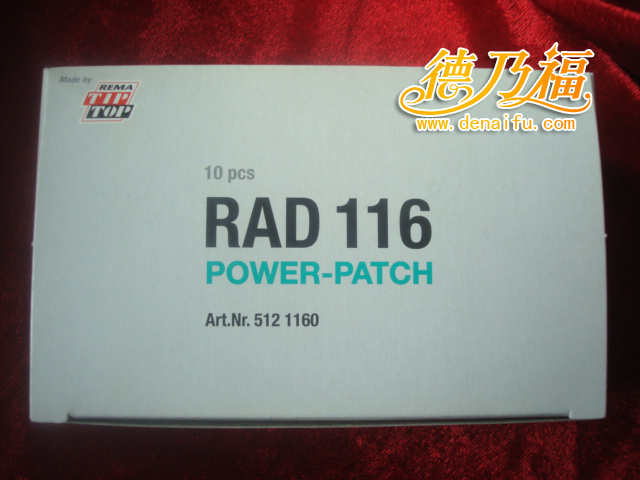 Made by
REMA
TIP
TOP
德乃福
www.denaifu.com
10 pcs
RAD 116
POWER-PATCH
Art.Nr. 512 1160